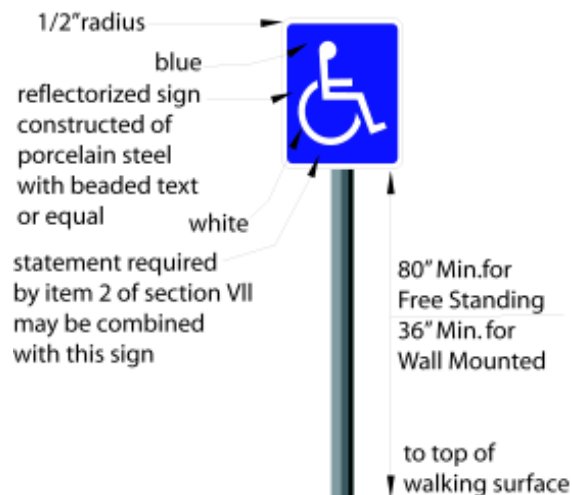 1/2" radius
blue
reflectorized sign
constructed of
porcelain steel
with beaded text
or equal
white
statement required
by item 2 of section VII
may be combined
with this sign
80" Min.for
Free Standing
36" Min. for
Wall Mounted
to top of
walking surface